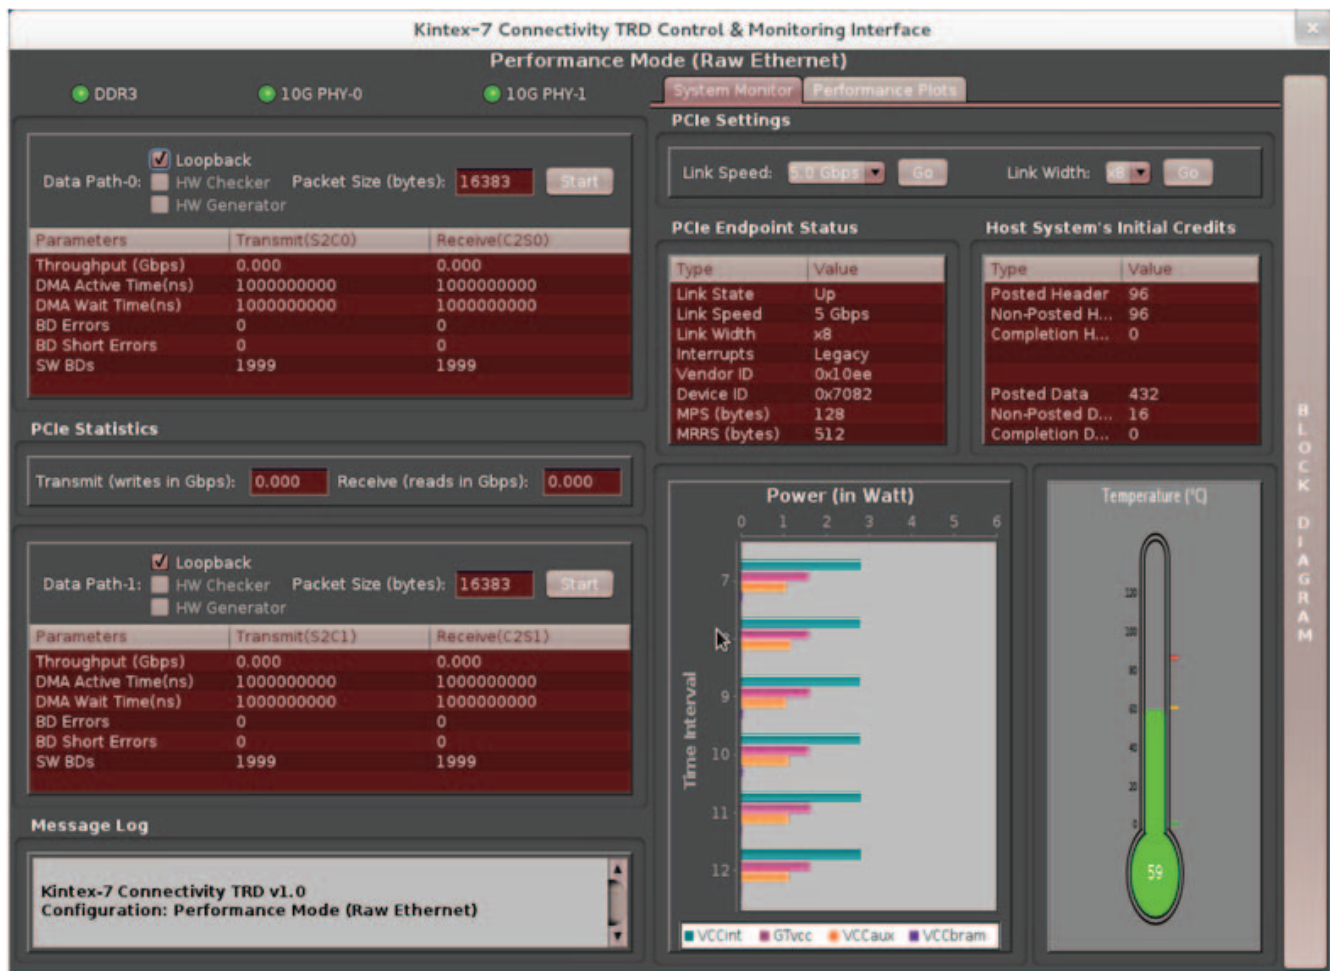 Kintex-7 Connectivity TRD Control & Monitoring Interface
Performance Mode (Raw Ethernet)
DDR3 10G PHY-0 10G PHY-1
Loopback
Data Path-0: HW Checker Packet Size (bytes): 16383 Start
HW Generator
Parameters Transmit(S2C0) Receive(C2S0)
Throughput (Gbps) 0.000 0.000
DMA Active Time(ns) 1000000000 1000000000
DMA Wait Time(ns) 1000000000 1000000000
BD Errors 0 0
BD Short Errors 0 0
SW BDs 1999 1999
PCIe Statistics
Transmit (writes in Gbps): 0.000 Receive (reads in Gbps): 0.000
Loopback
Data Path-1: HW Checker Packet Size (bytes): 16383 Start
HW Generator
Parameters Transmit(S2C1) Receive(C2S1)
Throughput (Gbps) 0.000 0.000
DMA Active Time(ns) 1000000000 1000000000
DMA Wait Time(ns) 1000000000 1000000000
BD Errors 0 0
BD Short Errors 0 0
SW BDs 1999 1999
Message Log
Kintex-7 Connectivity TRD v1.0
Configuration: Performance Mode (Raw Ethernet)
System Monitor Performance Plots
PCIe Settings
Link Speed: 5.0 Gbps Go Link Width: x8 Go
PCIe Endpoint Status
Type Value
Link State Up
Link Speed 5 Gbps
Link Width x8
Interrupts Legacy
Vendor ID 0x10ee
Device ID 0x7082
MPS (bytes) 128
MRRS (bytes) 512
Host System's Initial Credits
Type Value
Posted Header 96
Non-Posted H... 96
Completion H... 0
Posted Data 432
Non-Posted D... 16
Completion D... 0
Power (in Watt)
0 1 2 3 4 5 6
Time Interval
7
9
10
11
12
VCCint GTvcc VCCaux VCCbram
Temperature (°C)
120
100
80
60
40
20
0
59
BLOCK DIAGRAM